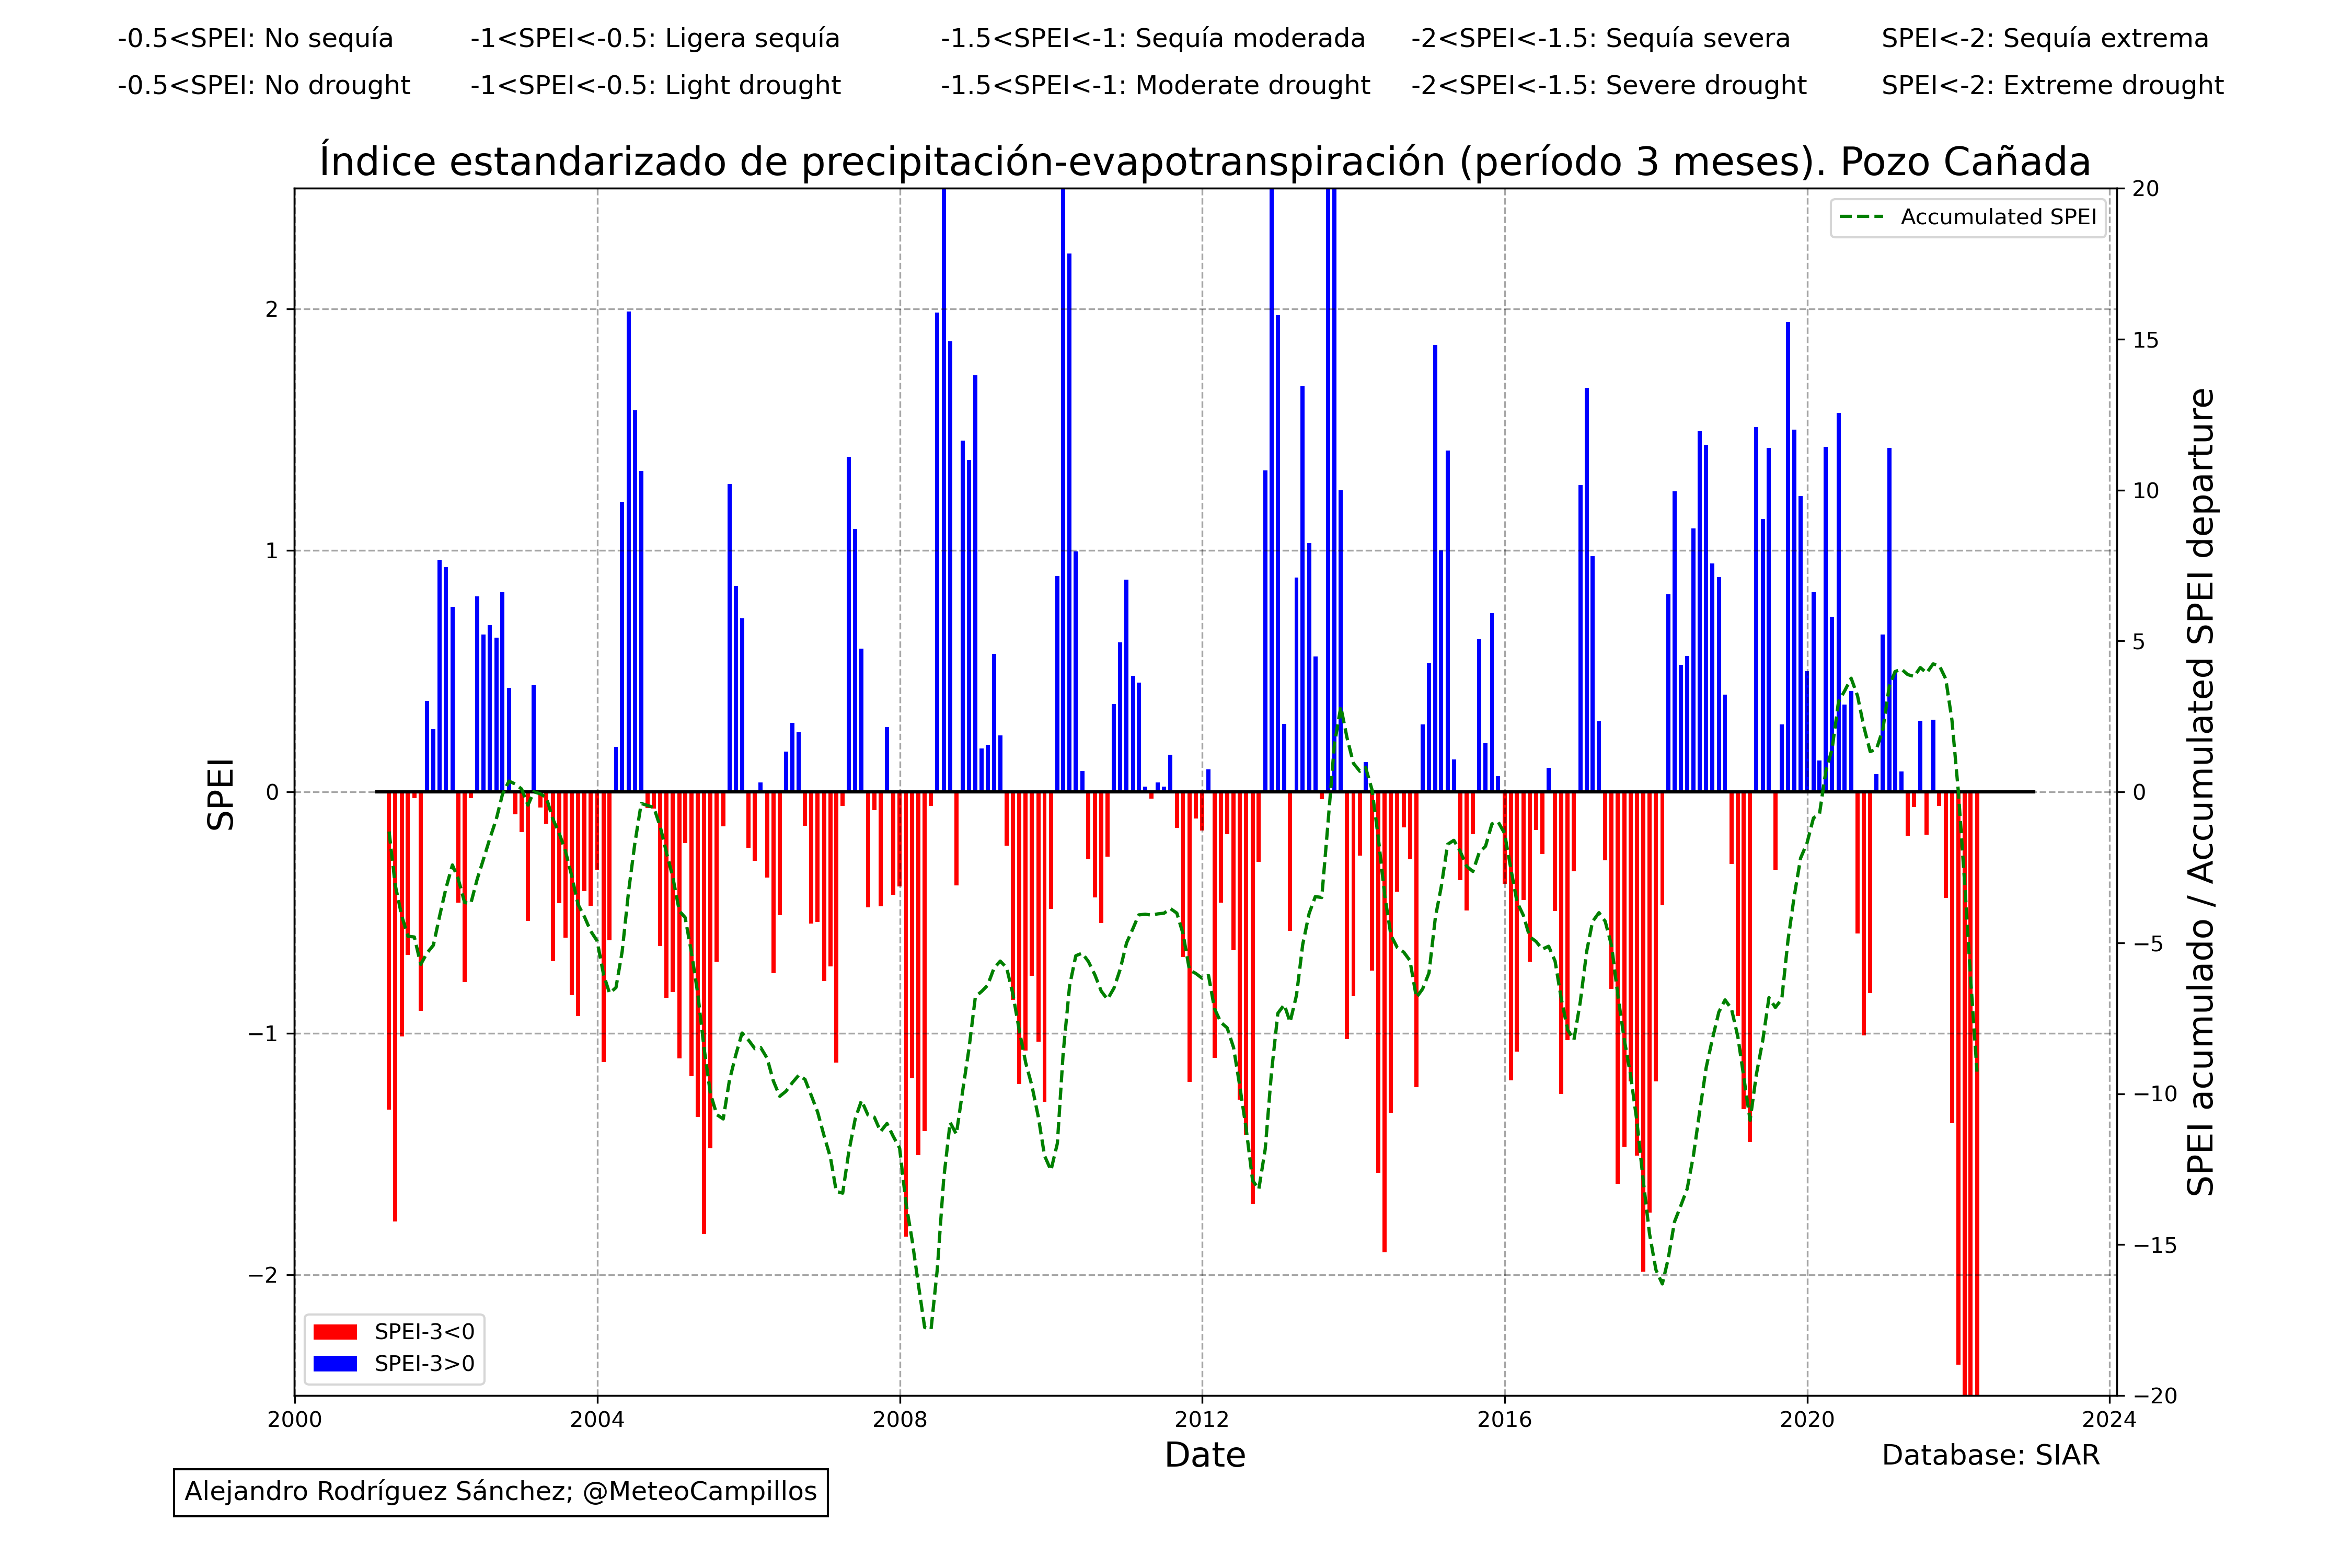 -0.5<SPEI: No sequía -1<SPEI<-0.5: Ligera sequía -1.5<SPEI<-1: Sequía moderada -2<SPEI<-1.5: Sequía severa SPEI<-2: Sequía extrema
-0.5<SPEI: No drought -1<SPEI<-0.5: Light drought -1.5<SPEI<-1: Moderate drought -2<SPEI<-1.5: Severe drought SPEI<-2: Extreme drought
Índice estandarizado de precipitación-evapotranspiración (período 3 meses). Pozo Cañada
Accumulated SPEI
SPEI
2
1
0
−1
−2
20
15
10
5
0
−5
−10
−15
−20
SPEI acumulado / Accumulated SPEI departure
SPEI-3<0
SPEI-3>0
2000 2004 2008 2012 2016 2020 2024
Date
Database: SIAR
Alejandro Rodríguez Sánchez; @MeteoCampillos